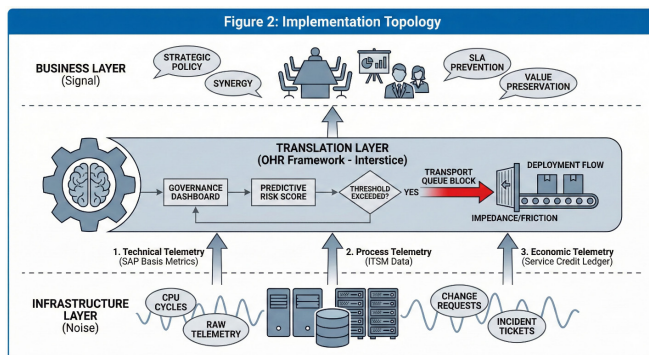 Figure 2: Implementation Topology
BUSINESS LAYER
(Signal)
STRATEGIC
POLICY
SYNERGY
SLA
PREVENTION
VALUE
PRESERVATION
TRANSLATION LAYER
(OHR Framework - Interstice)
GOVERNANCE
DASHBOARD
PREDICTIVE
RISK SCORE
THRESHOLD
EXCEEDED?
YES
TRANSPORT
QUEUE BLOCK
DEPLOYMENT FLOW
IMPEDANCE/FRICTION
1. Technical Telemetry
(SAP Basis Metrics)
2. Process Telemetry
(ITSM Data)
3. Economic Telemetry
(Service Credit Ledger)
INFRASTRUCTURE
LAYER
(Noise)
CPU
CYCLES
RAW
TELEMETRY
CHANGE
REQUESTS
INCIDENT
TICKETS